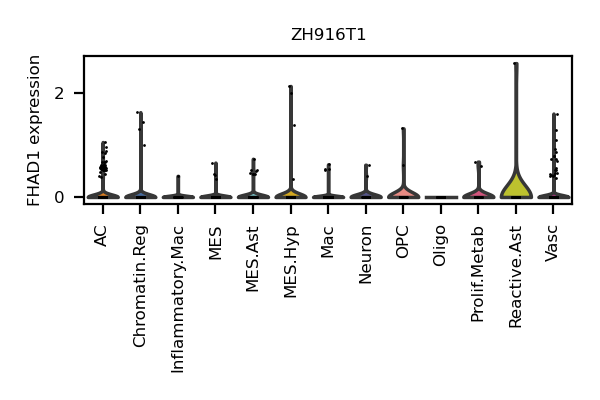 ZH916T1
FHAD1 expression
2
0
AC
Chromatin.Reg
Inflammatory.Mac
MES
MES.Ast
MES.Hyp
Mac
Neuron
OPC
Oligo
Prolif.Metab
Reactive.Ast
Vasc